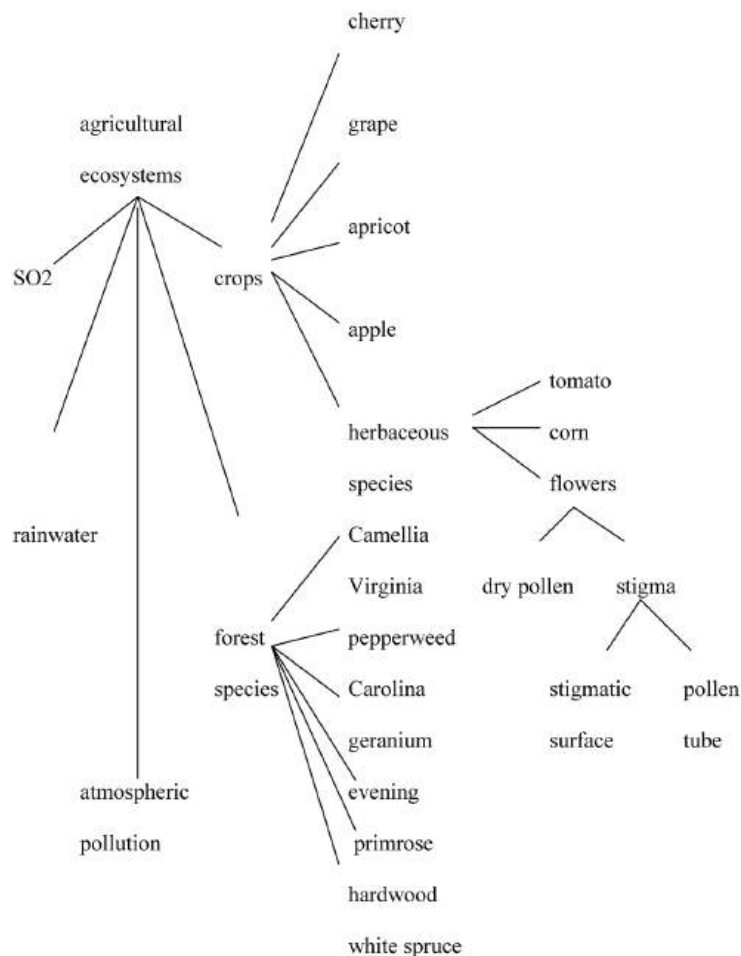 cherry
agricultural
grape
ecosystems
apricot
SO2
crops
apple
tomato
herbaceous
corn
species
flowers
rainwater
Camellia
Virginia
dry pollen
stigma
forest
pepperweed
species
Carolina
stigmatic
pollen
geranium
surface
tube
atmospheric
evening
pollution
primrose
hardwood
white spruce